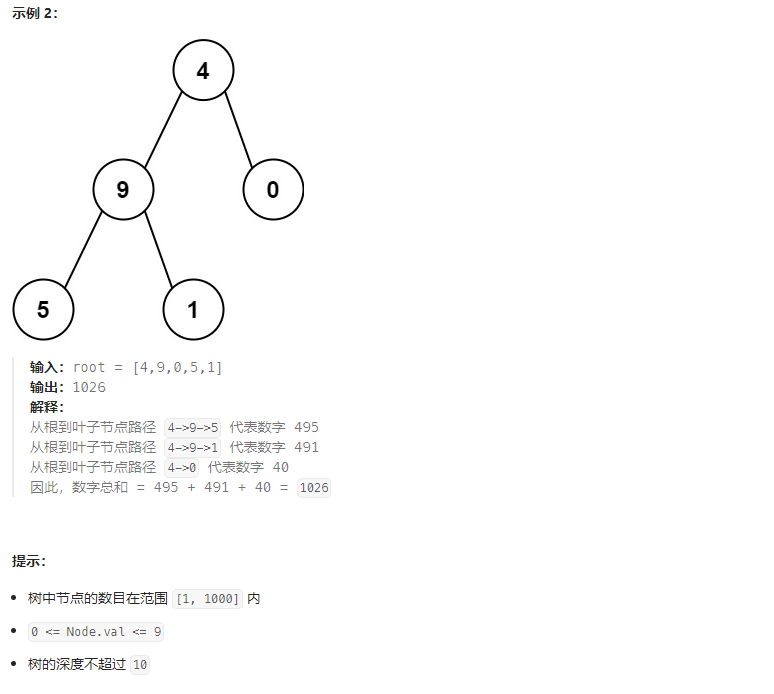 示例 2：
4
9
0
5
1
输入：root = [4,9,0,5,1]
输出：1026
解释：
从根到叶子节点路径 4->9->5 代表数字 495
从根到叶子节点路径 4->9->1 代表数字 491
从根到叶子节点路径 4->0 代表数字 40
因此，数字总和 = 495 + 491 + 40 = 1026
提示：
• 树中节点的数目在范围 [1, 1000] 内
• 0 <= Node.val <= 9
• 树的深度不超过 10